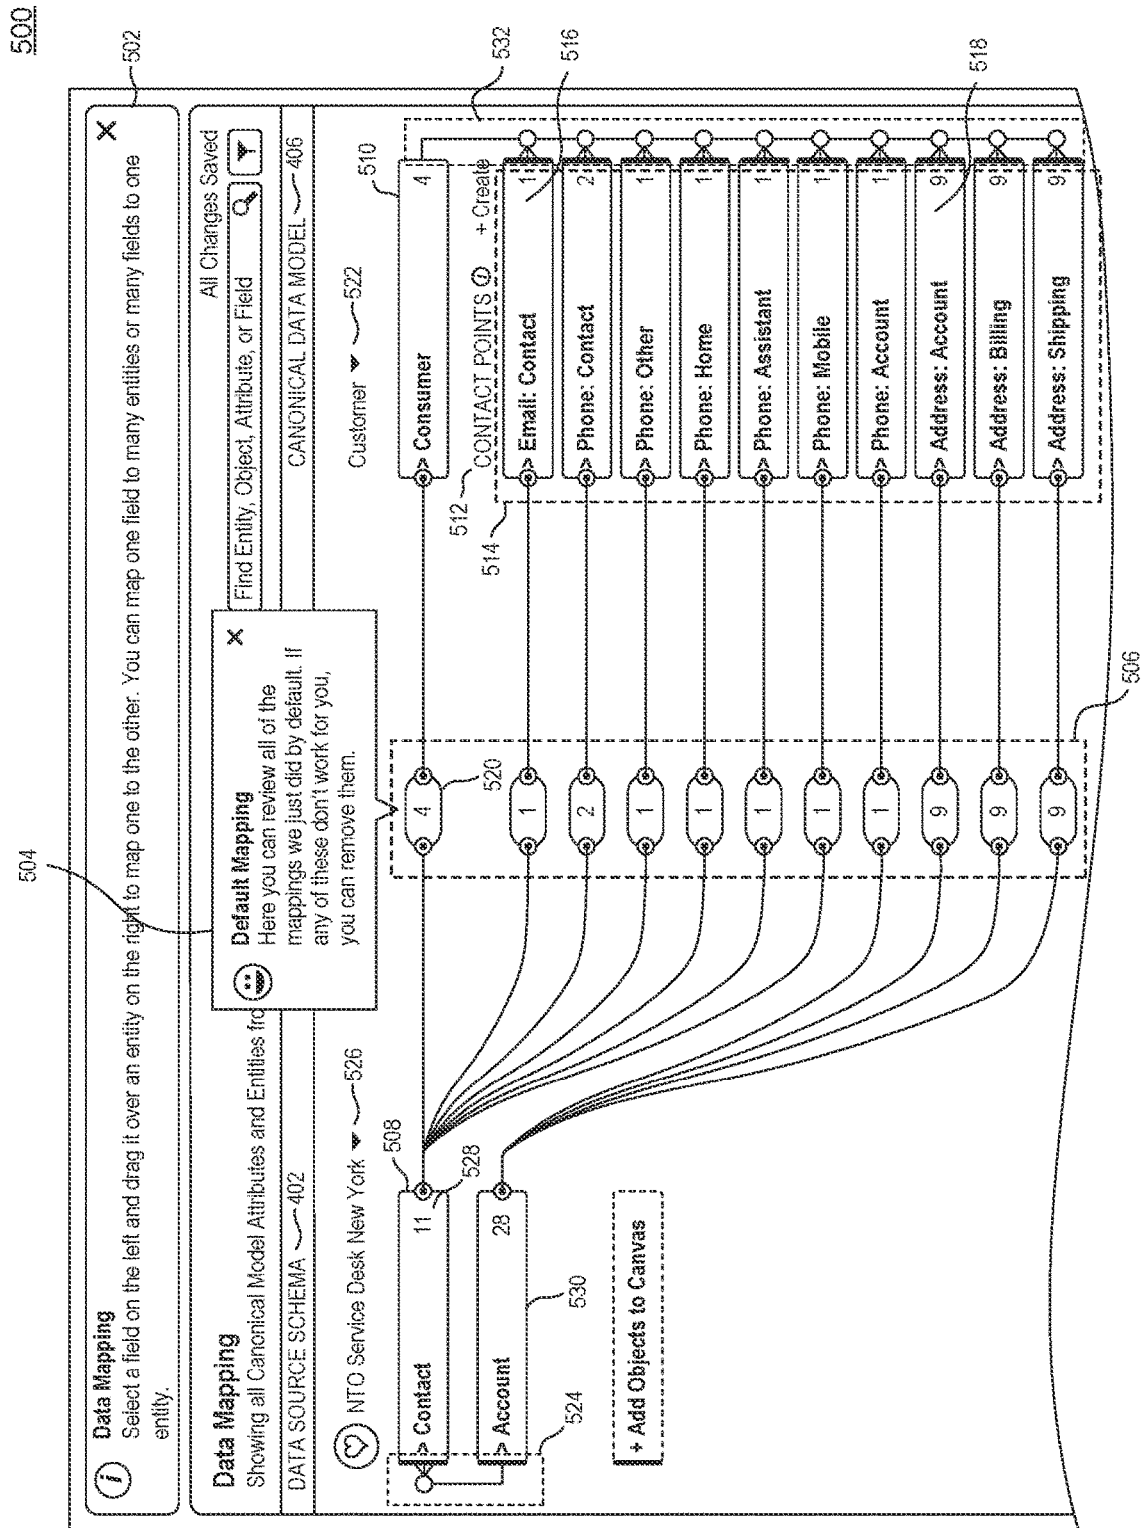 500
502
Data Mapping
Select a field on the left and drag it over an entity on the right to map one to the other. You can map one field to many entities or many fields to one
entity.
504
Data Mapping
Showing all Canonical Model Attributes and Entities fro
All Changes Saved
Find Entity, Object, Attribute, or Field
DATA SOURCE SCHEMA 402
CANONICAL DATA MODEL 406
Default Mapping
Here you can review all of the
mappings we just did by default. If
any of these don't work for you,
you can remove them.
NTO Service Desk New York 526
Customer 522
508
510
> Contact 11
528
4
520
> Consumer 4
532
512 CONTACT POINTS + Create
514
516
> Account 28
530
524
1
> Email: Contact 1
2
> Phone: Contact 2
+ Add Objects to Canvas
1
> Phone: Other 1
1
> Phone: Home 1
1
> Phone: Assistant 1
1
> Phone: Mobile 1
1
> Phone: Account 1
9
> Address: Account 9
518
9
> Address: Billing 9
9
> Address: Shipping 9
506